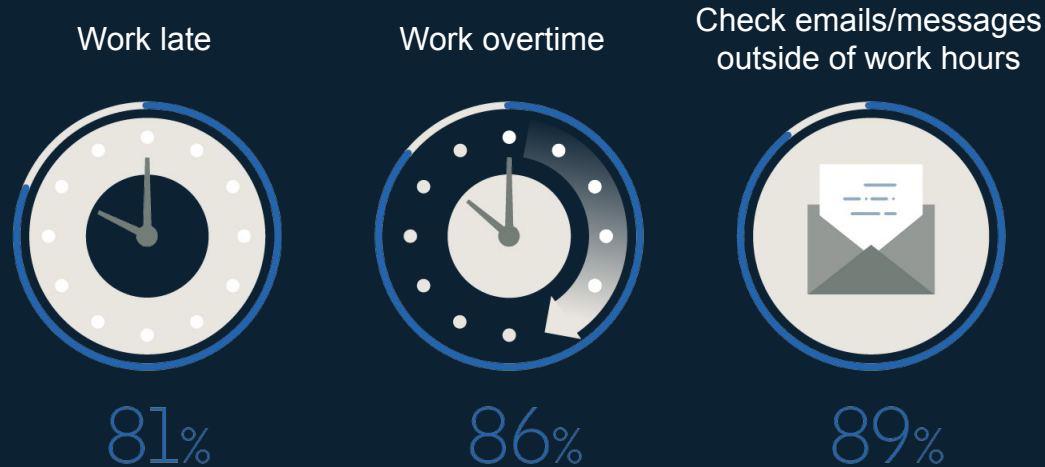 Work late
Work overtime
Check emails/messages
outside of work hours
81%
86%
89%